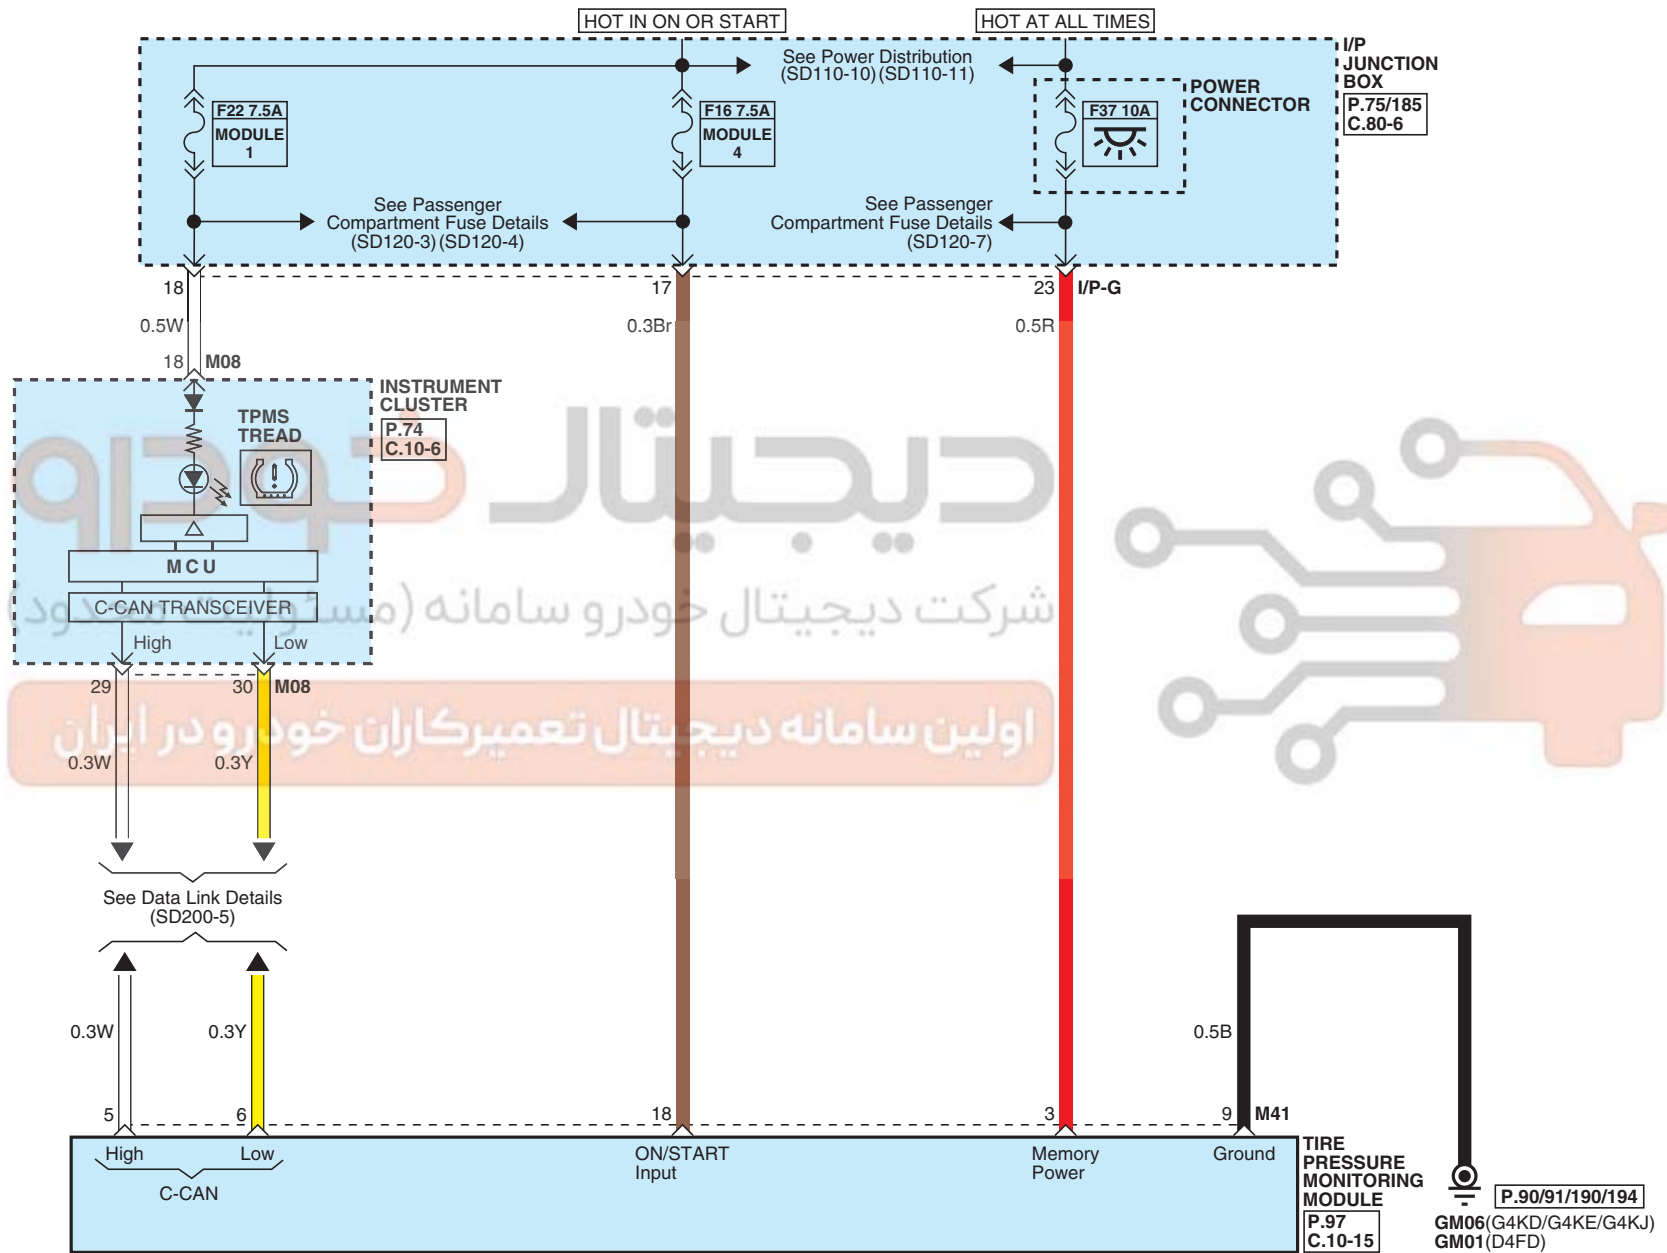 HOT IN ON OR START
HOT AT ALL TIMES
See Power Distribution
(SD110-10)(SD110-11)
I/P
JUNCTION
BOX
P.75/185
C.80-6
POWER
CONNECTOR
F22 7.5A
MODULE
1
F16 7.5A
MODULE
4
F37 10A
See Passenger
Compartment Fuse Details
(SD120-3)(SD120-4)
See Passenger
Compartment Fuse Details
(SD120-7)
18
17
23
I/P-G
0.5W
0.3Br
0.5R
18
M08
INSTRUMENT
CLUSTER
P.74
C.10-6
TPMS
TREAD
دیجیتال خودرو
MCU
C-CAN TRANSCEIVER
شرکت دیجیتال خودرو سامانه (مسئولیت محدود)
High
Low
29
30
M08
اولین سامانه دیجیتال تعمیرکاران خودرو در ایران
0.3W
0.3Y
See Data Link Details
(SD200-5)
0.3W
0.3Y
0.5B
5
6
18
3
9
M41
High
Low
C-CAN
ON/START
Input
Memory
Power
Ground
TIRE
PRESSURE
MONITORING
MODULE
P.97
C.10-15
P.90/91/190/194
GM06(G4KD/G4KE/G4KJ)
GM01(D4FD)